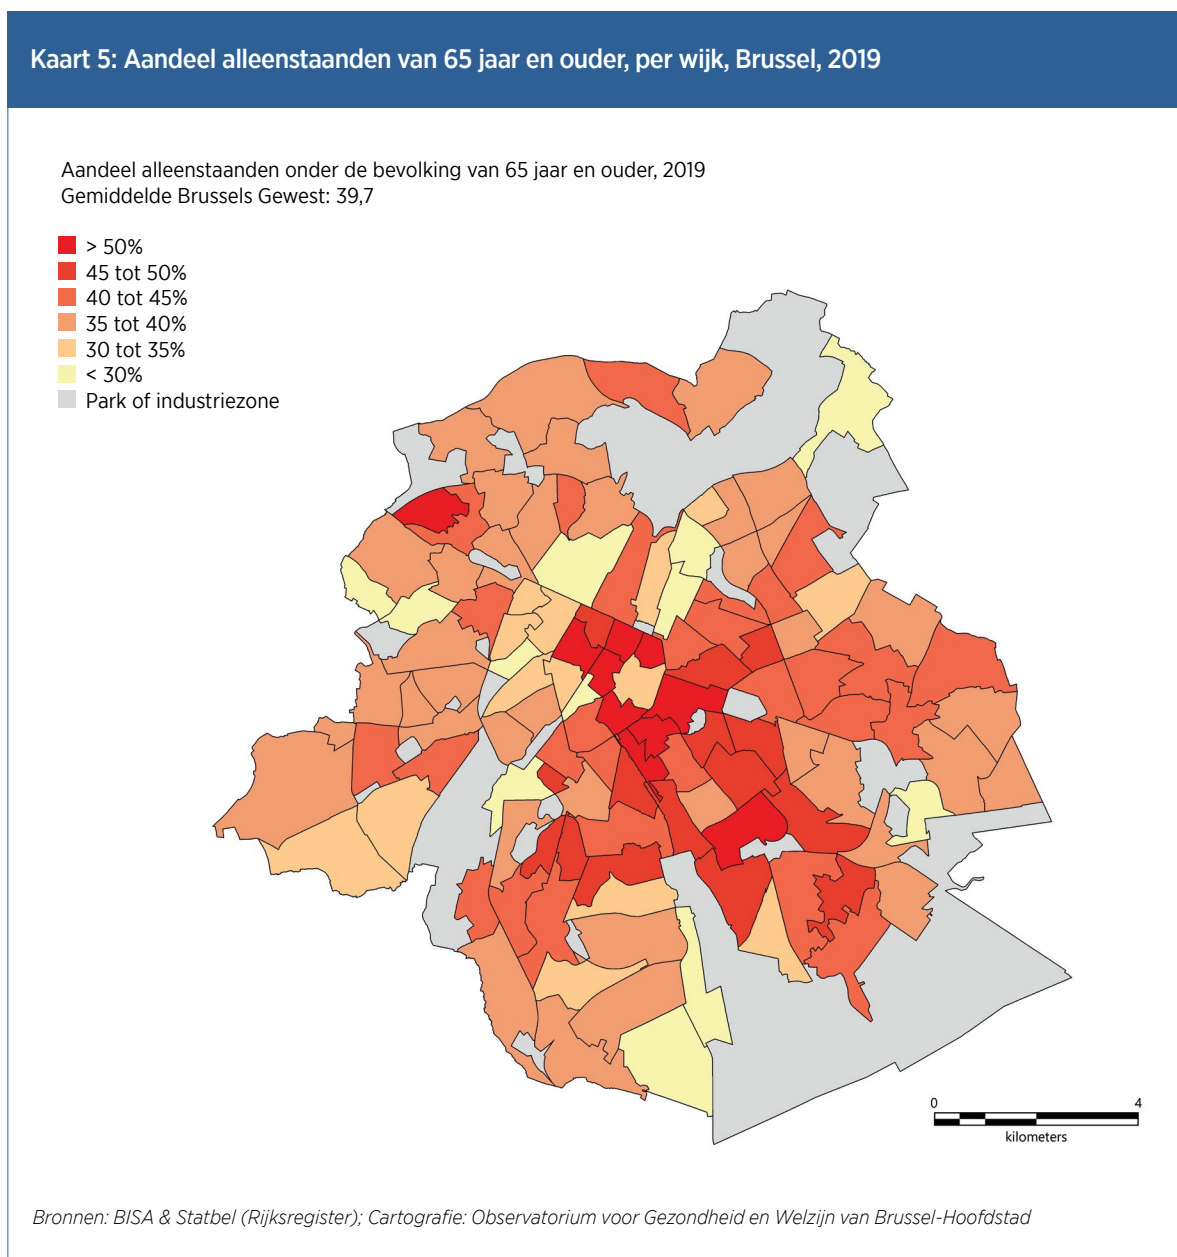 Kaart 5: Aandeel alleenstaanden van 65 jaar en ouder, per wijk, Brussel, 2019
Aandeel alleenstaanden onder de bevolking van 65 jaar en ouder, 2019
Gemiddelde Brussels Gewest: 39,7
> 50%
45 tot 50%
40 tot 45%
35 tot 40%
30 tot 35%
< 30%
Park of industriezone
0 4
kilometers
Bronnen: BISA & Statbel (Rijksregister); Cartografie: Observatorium voor Gezondheid en Welzijn van Brussel-Hoofdstad